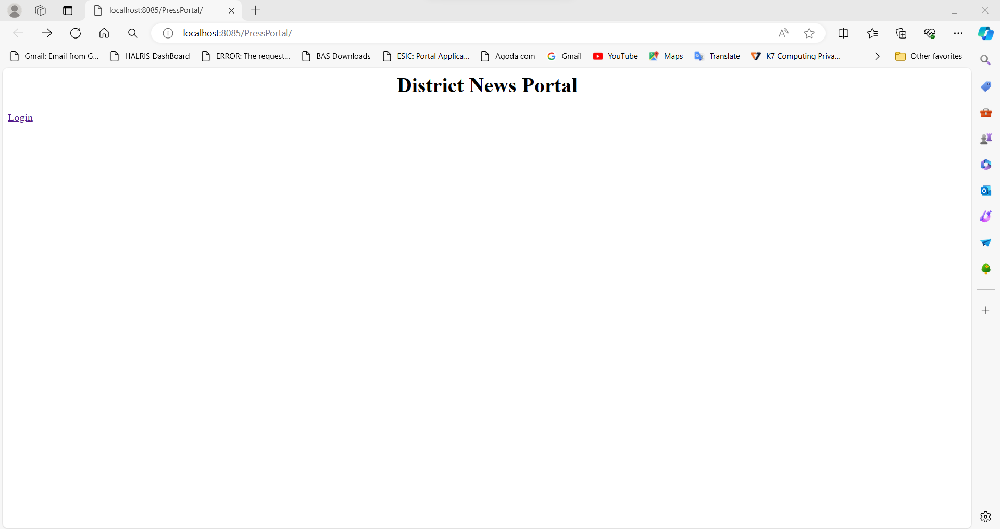 localhost:8085/PressPortal/
localhost:8085/PressPortal/
Gmail: Email from G... HALRIS DashBoard ERROR: The request... BAS Downloads ESIC: Portal Applica... Agoda com Gmail YouTube Maps Translate K7 Computing Priva... Other favorites
District News Portal
Login